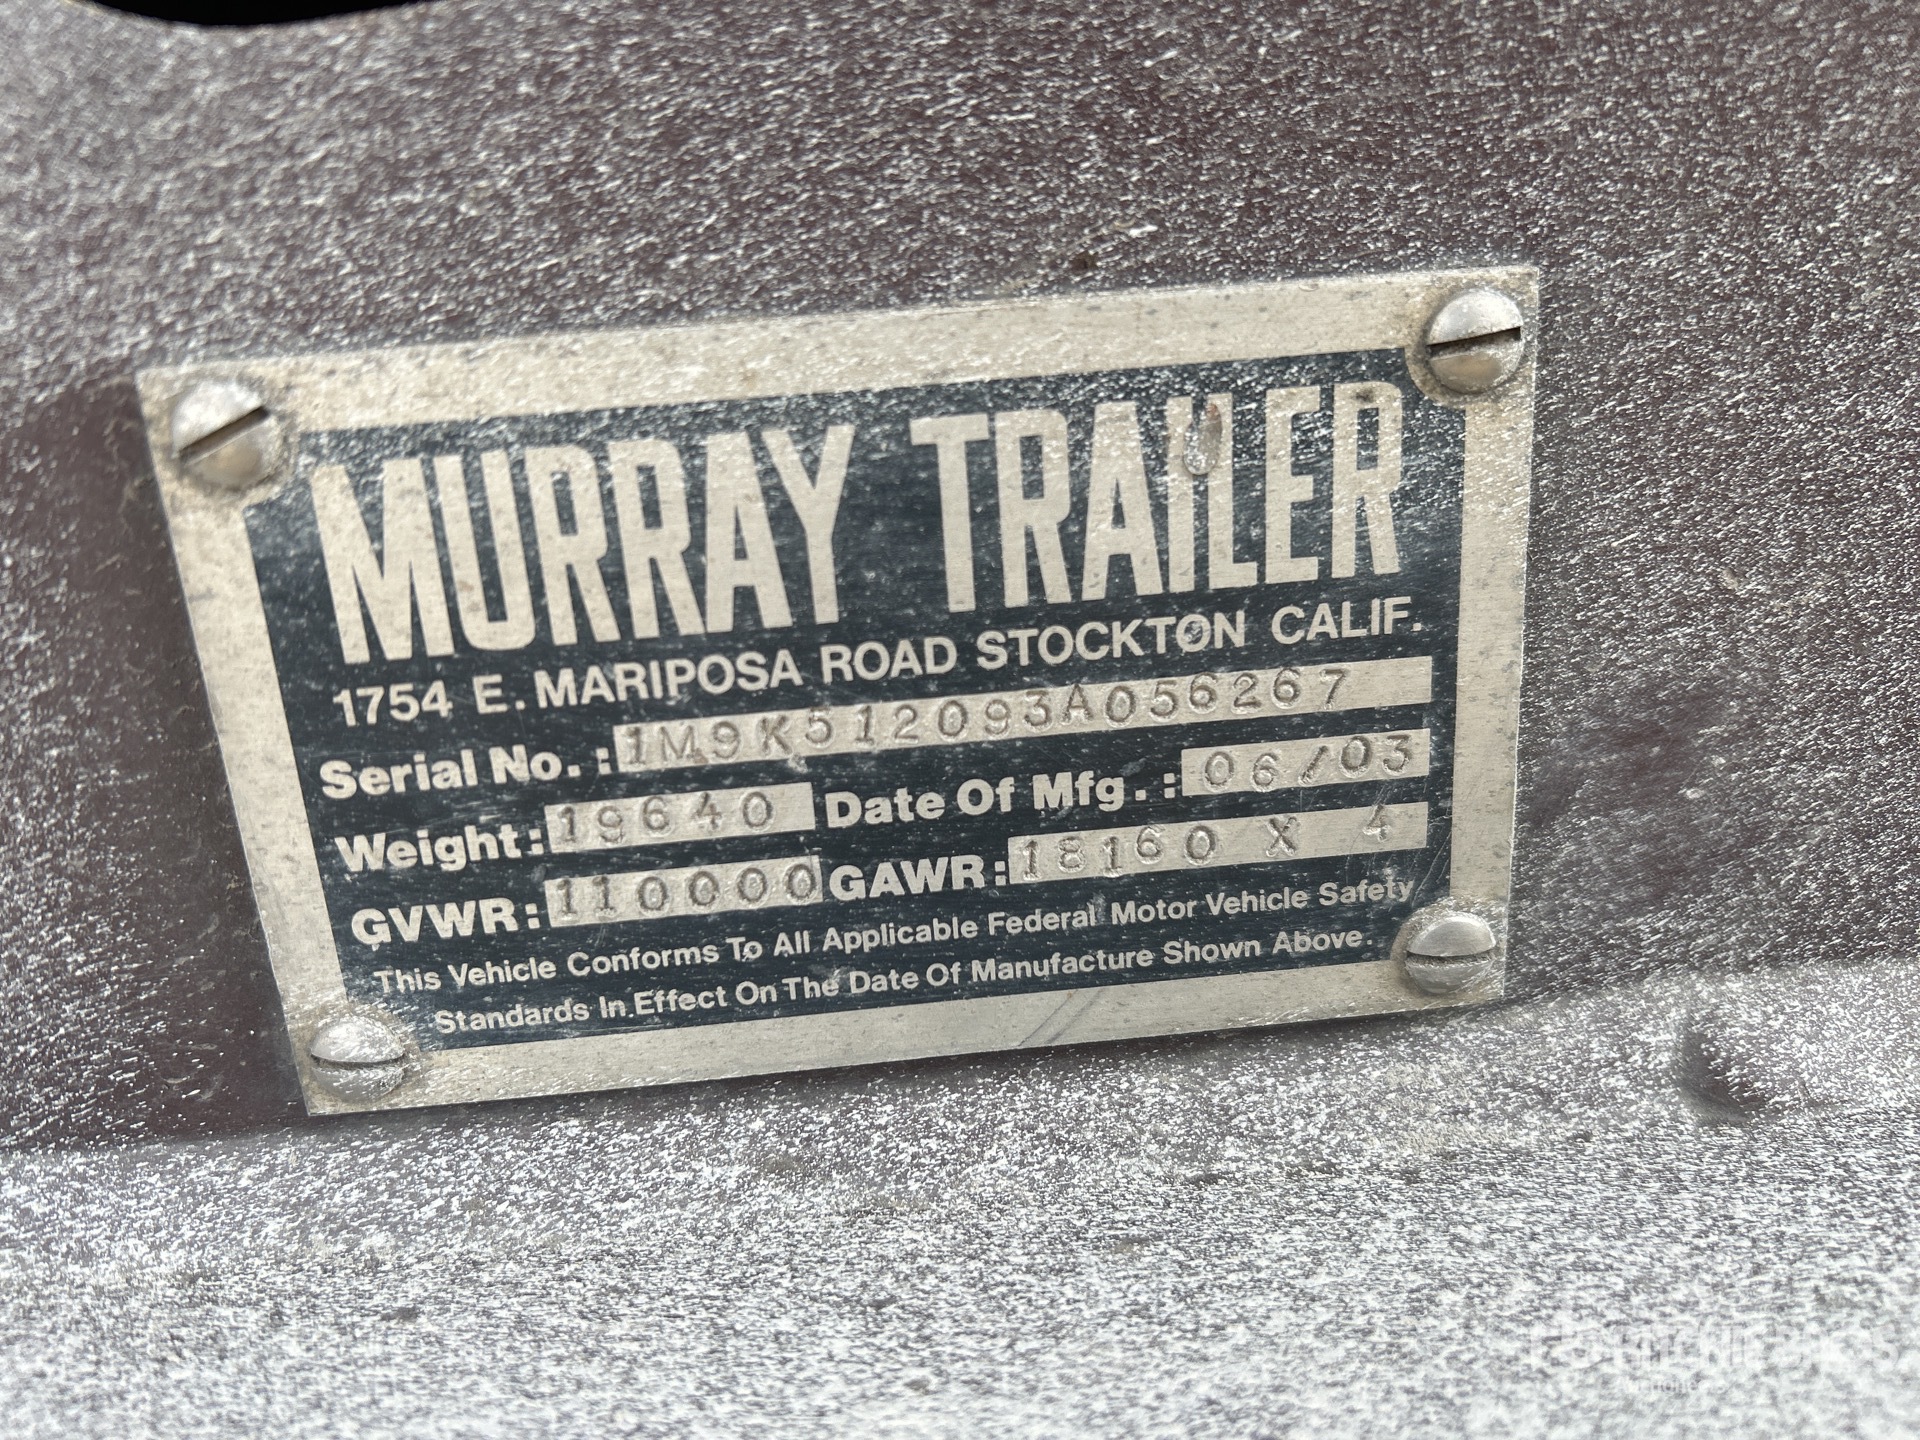 MURRAY TRAILER
1754 E. MARIPOSA ROAD STOCKTON CALIF.
Serial No.: 1M9K512093A056267
Weight: 19640 Date Of Mfg.: 06/03
GVWR: 110000 GAWR: 18160 X 4
This Vehicle Conforms To All Applicable Federal Motor Vehicle Safety
Standards In Effect On The Date Of Manufacture Shown Above.
RITCHIE BROS